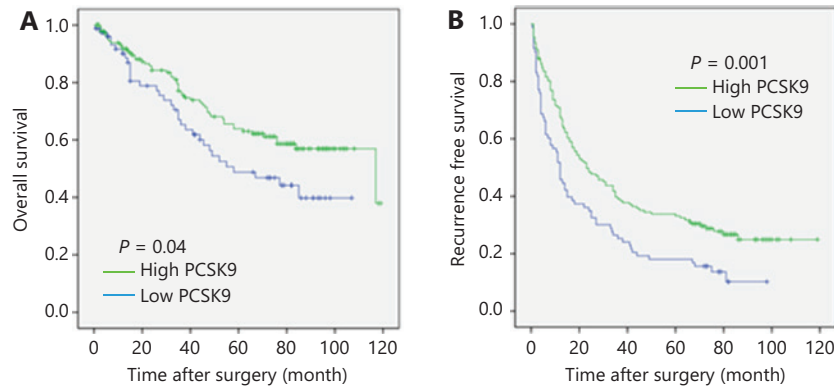 A
1.0
0.8
0.6
0.4
0.2
0.0
Overall survival
P = 0.04
High PCSK9
Low PCSK9
0 20 40 60 80 100 120
Time after surgery (month)
B
1.0
0.8
0.6
0.4
0.2
0.0
Recurrence free survival
P = 0.001
High PCSK9
Low PCSK9
0 20 40 60 80 100 120
Time after surgery (month)